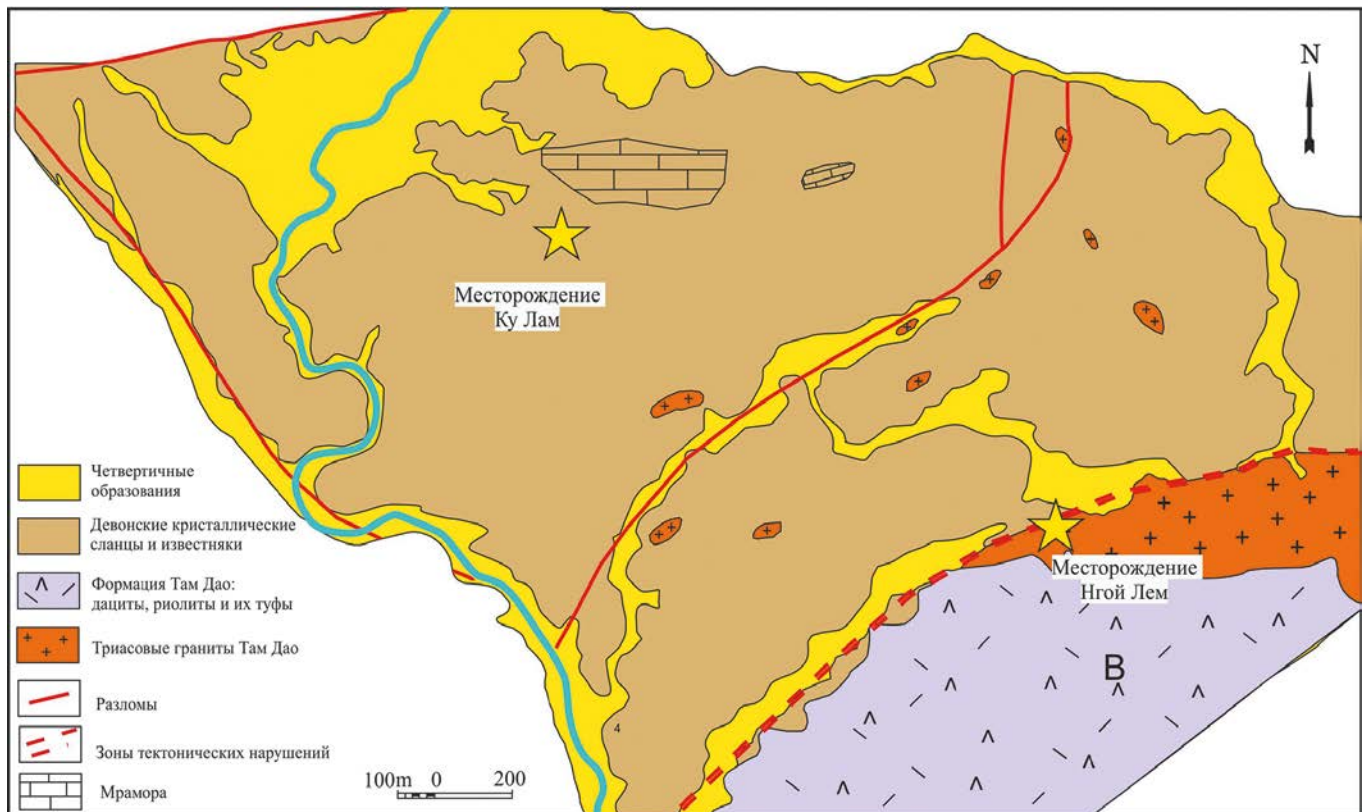 N
Месторождение
Ку Лам
Четвертичные
образования
Девонские кристаллические
сланцы и известняки
Формация Там Дао:
дациты, риолиты и их туфы
Триасовые граниты Там Дао
Разломы
Зоны тектонических нарушений
Мрамора
Месторождение
Нгой Лем
B
4
100m 0 200